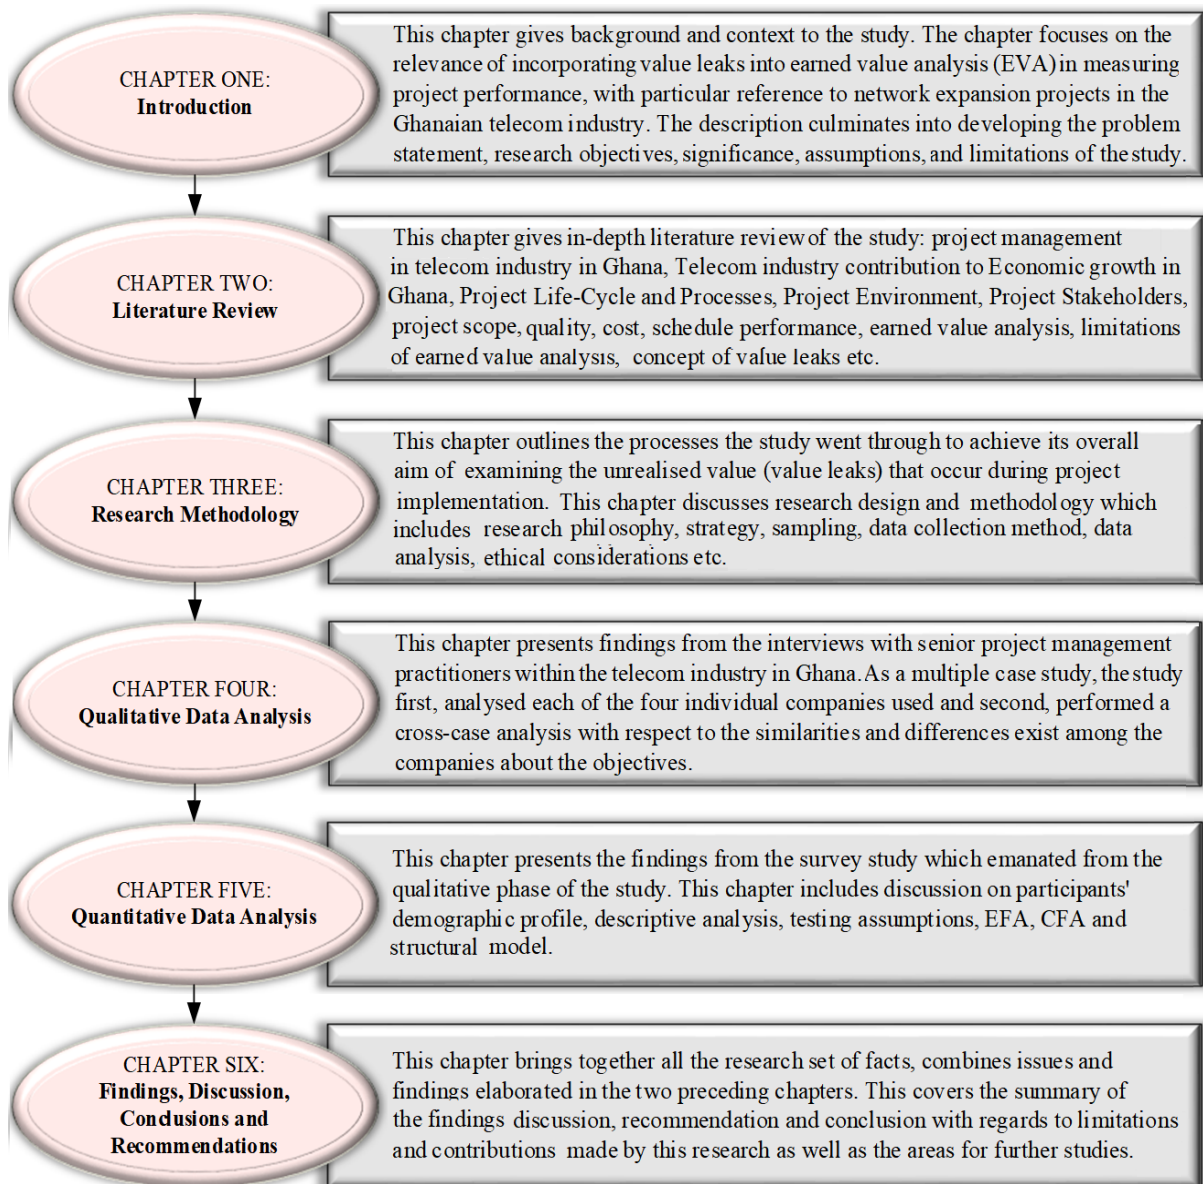 CHAPTER ONE:
Introduction
This chapter gives background and context to the study. The chapter focuses on the
relevance of incorporating value leaks into earned value analysis (EVA) in measuring
project performance, with particular reference to network expansion projects in the
Ghanaian telecom industry. The description culminates into developing the problem
statement, research objectives, significance, assumptions, and limitations of the study.
CHAPTER TWO:
Literature Review
This chapter gives in-depth literature review of the study: project management
in telecom industry in Ghana, Telecom industry contribution to Economic growth in
Ghana, Project Life-Cycle and Processes, Project Environment, Project Stakeholders,
project scope, quality, cost, schedule performance, earned value analysis, limitations
of earned value analysis, concept of value leaks etc.
CHAPTER THREE:
Research Methodology
This chapter outlines the processes the study went through to achieve its overall
aim of examining the unrealised value (value leaks) that occur during project
implementation. This chapter discusses research design and methodology which
includes research philosophy, strategy, sampling, data collection method, data
analysis, ethical considerations etc.
CHAPTER FOUR:
Qualitative Data Analysis
This chapter presents findings from the interviews with senior project management
practitioners within the telecom industry in Ghana. As a multiple case study, the study
first, analysed each of the four individual companies used and second, performed a
cross-case analysis with respect to the similarities and differences exist among the
companies about the objectives.
CHAPTER FIVE:
Quantitative Data Analysis
This chapter presents the findings from the survey study which emanated from the
qualitative phase of the study. This chapter includes discussion on participants'
demographic profile, descriptive analysis, testing assumptions, EFA, CFA and
structural model.
CHAPTER SIX:
Findings, Discussion,
Conclusions and
Recommendations
This chapter brings together all the research set of facts, combines issues and
findings elaborated in the two preceding chapters. This covers the summary of
the findings discussion, recommendation and conclusion with regards to limitations
and contributions made by this research as well as the areas for further studies.